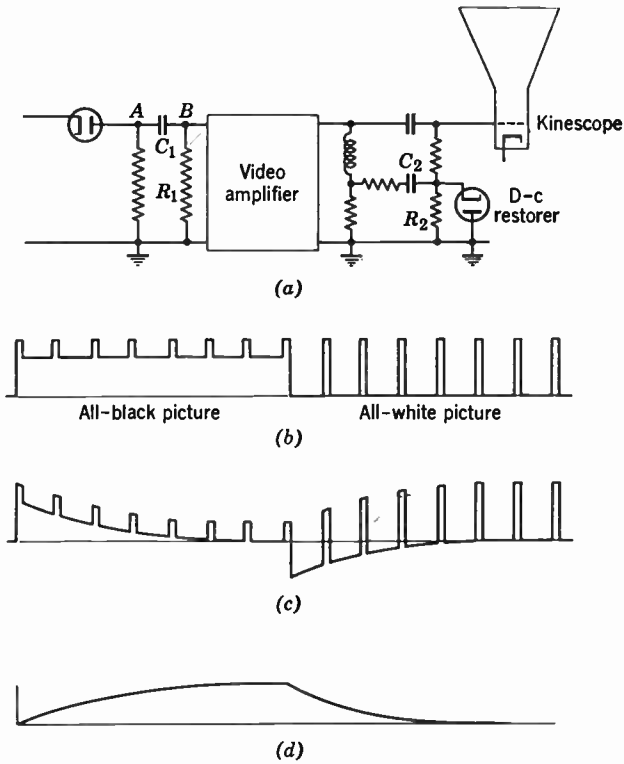 A
B
Kinescope
C₁
Video
amplifier
C₂
D-c
restorer
R₁
R₂
(a)
All-black picture
All-white picture
(b)
(c)
(d)